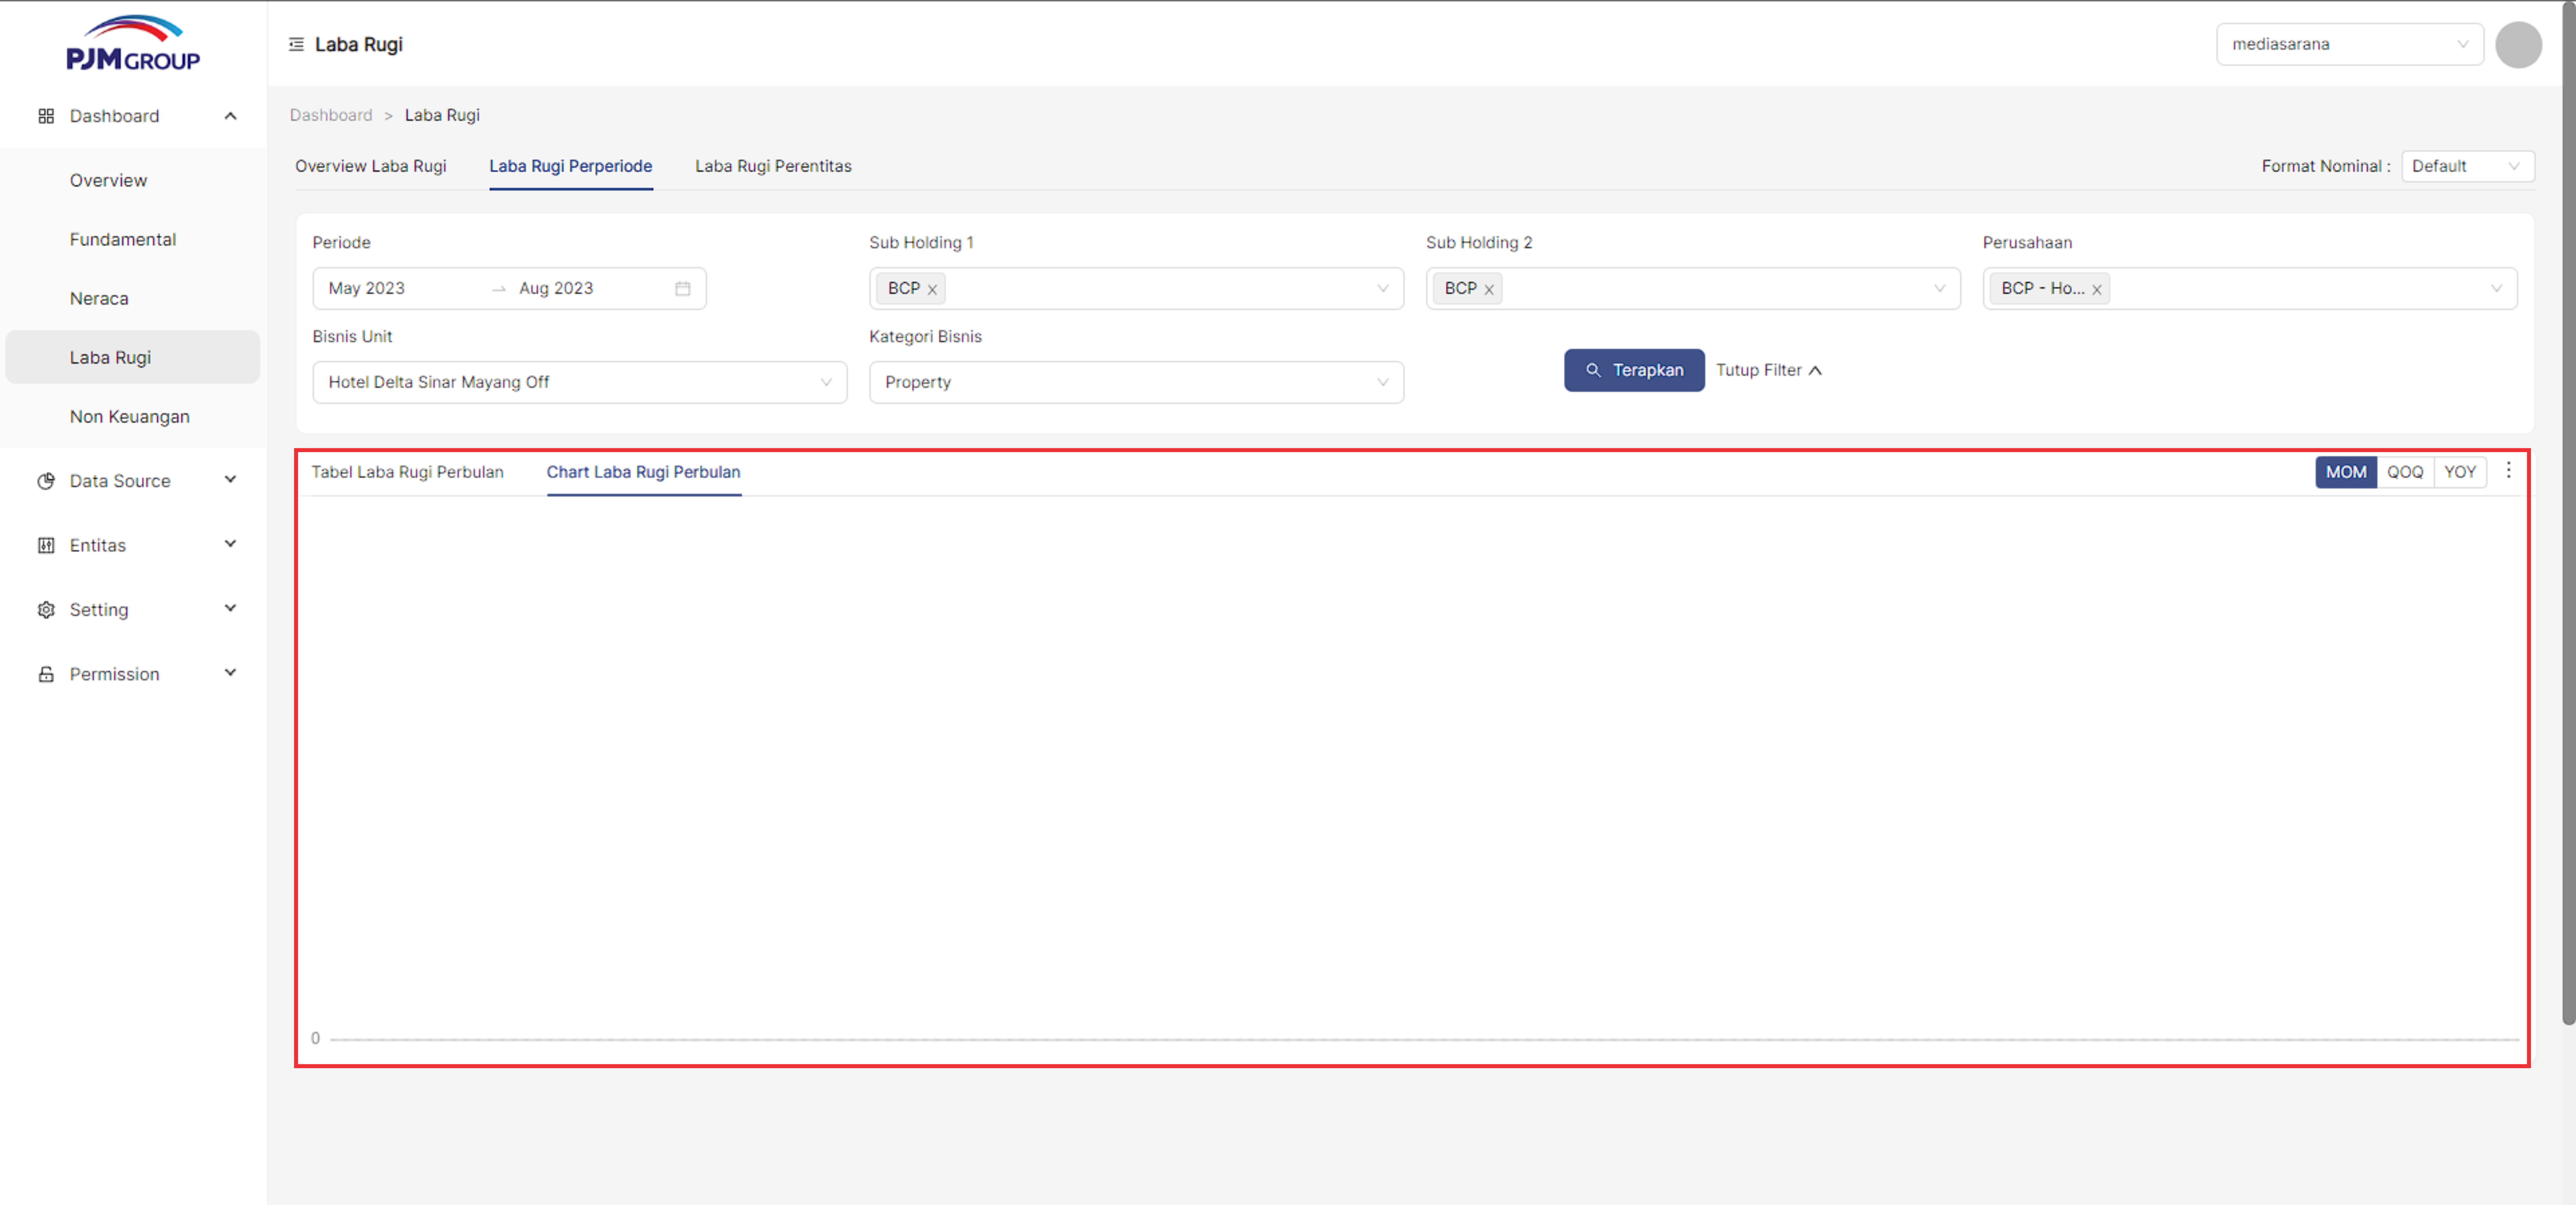 PJM GROUP
Laba Rugi
mediasarana
Dashboard
Overview
Fundamental
Neraca
Laba Rugi
Non Keuangan
Data Source
Entitas
Setting
Permission
Dashboard > Laba Rugi
Overview Laba Rugi Laba Rugi Perperiode Laba Rugi Perentitas Format Nominal : Default
Periode Sub Holding 1 Sub Holding 2 Perusahaan
May 2023 → Aug 2023 BCP x BCP x BCP - Ho... x
Bisnis Unit Kategori Bisnis
Hotel Delta Sinar Mayang Off Property Terapkan Tutup Filter
Tabel Laba Rugi Perbulan Chart Laba Rugi Perbulan MOM QOQ YOY
0